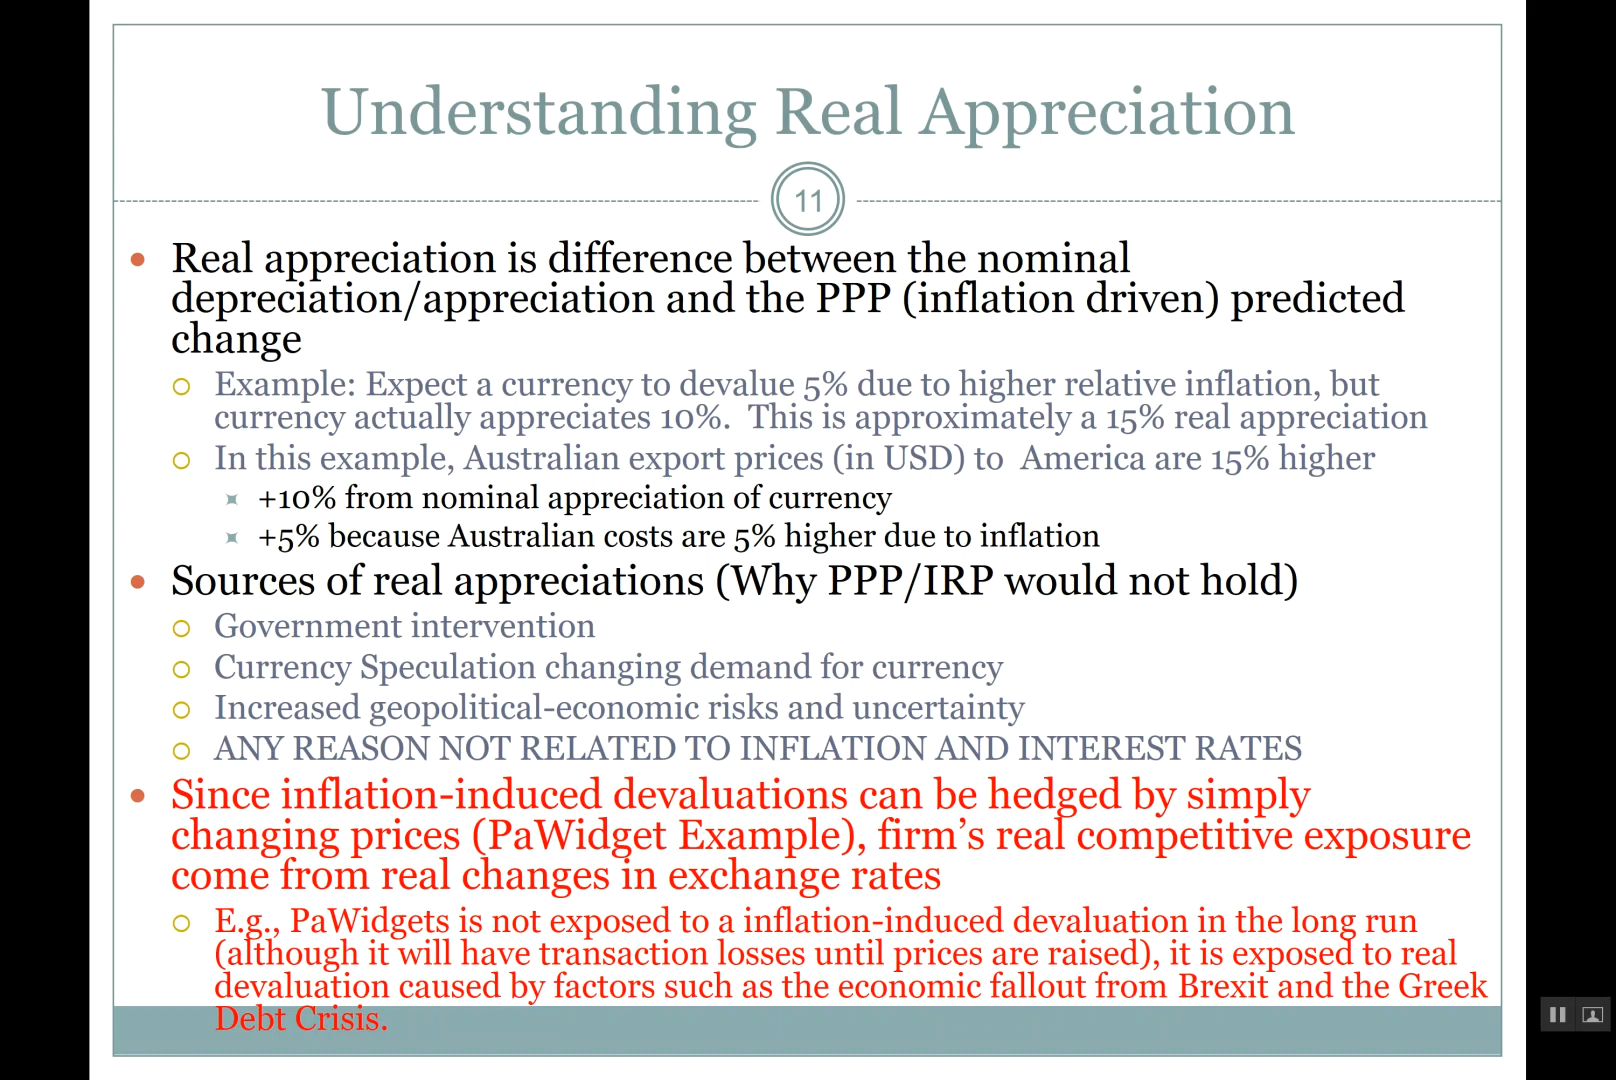 Understanding Real Appreciation
11
• Real appreciation is difference between the nominal
depreciation/appreciation and the PPP (inflation driven) predicted
change
Example: Expect a currency to devalue 5% due to higher relative inflation, but
currency actually appreciates 10%.  This is approximately a 15% real appreciation
In this example, Australian export prices (in USD) to  America are 15% higher
+10% from nominal appreciation of currency
+5% because Australian costs are 5% higher due to inflation
• Sources of real appreciations (Why PPP/IRP would not hold)
Government intervention
Currency Speculation changing demand for currency
Increased geopolitical-economic risks and uncertainty
ANY REASON NOT RELATED TO INFLATION AND INTEREST RATES
• Since inflation-induced devaluations can be hedged by simply
changing prices (PaWidget Example), firm’s real competitive exposure
come from real changes in exchange rates
E.g., PaWidgets is not exposed to a inflation-induced devaluation in the long run
(although it will have transaction losses until prices are raised), it is exposed to real
devaluation caused by factors such as the economic fallout from Brexit and the Greek
Debt Crisis.